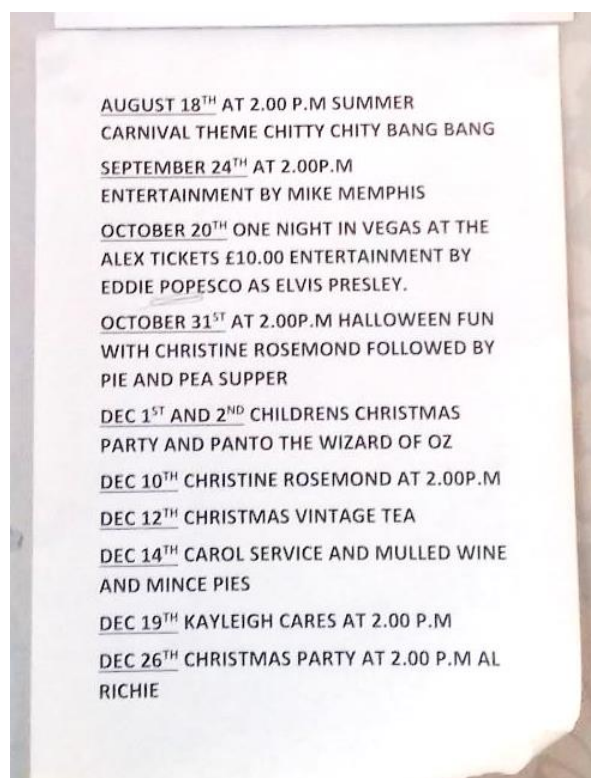 AUGUST 18TH AT 2.00 P.M SUMMER
CARNIVAL THEME CHITTY CHITY BANG BANG
SEPTEMBER 24TH AT 2.00P.M
ENTERTAINMENT BY MIKE MEMPHIS
OCTOBER 20TH ONE NIGHT IN VEGAS AT THE
ALEX TICKETS £10.00 ENTERTAINMENT BY
EDDIE POPESCO AS ELVIS PRESLEY.
OCTOBER 31ST AT 2.00P.M HALLOWEEN FUN
WITH CHRISTINE ROSEMOND FOLLOWED BY
PIE AND PEA SUPPER
DEC 1ST AND 2ND CHILDRENS CHRISTMAS
PARTY AND PANTO THE WIZARD OF OZ
DEC 10TH CHRISTINE ROSEMOND AT 2.00P.M
DEC 12TH CHRISTMAS VINTAGE TEA
DEC 14TH CAROL SERVICE AND MULLED WINE
AND MINCE PIES
DEC 19TH KAYLEIGH CARES AT 2.00 P.M
DEC 26TH CHRISTMAS PARTY AT 2.00 P.M AL
RICHIE